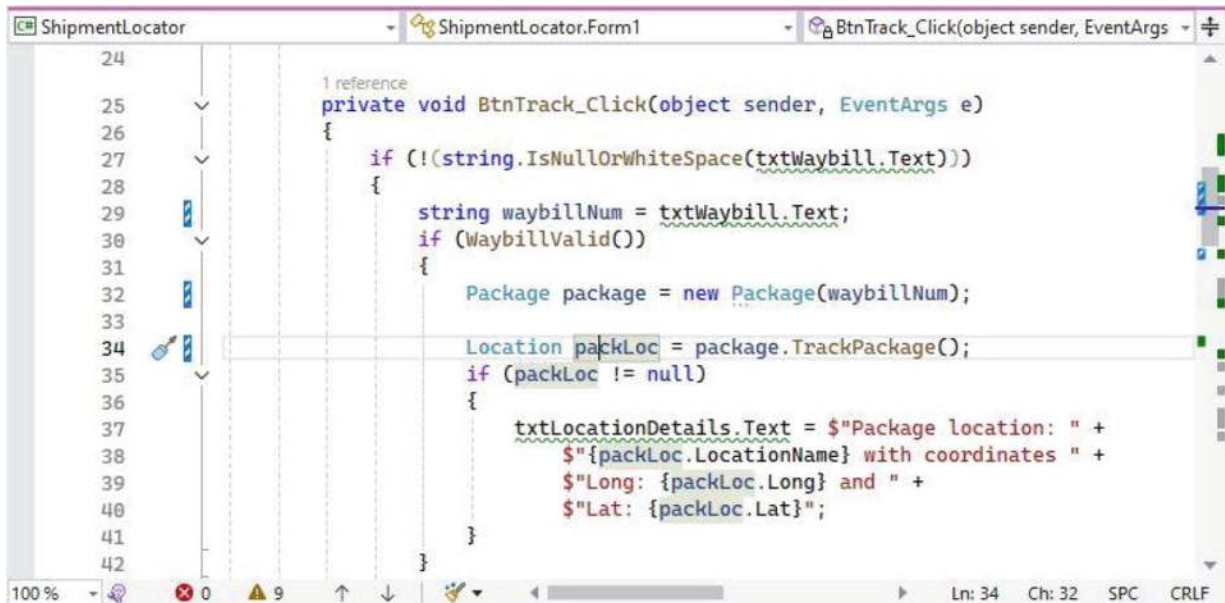 C# ShipmentLocator ShipmentLocator.Form1 BtnTrack_Click(object sender, EventArgs
24
1 reference
25 private void BtnTrack_Click(object sender, EventArgs e)
26 {
27 if (!(string.IsNullOrWhiteSpace(txtWaybill.Text)))
28 {
29 string waybillNum = txtWaybill.Text;
30 if (WaybillValid())
31 {
32 Package package = new Package(waybillNum);
33
34 Location packLoc = package.TrackPackage();
35 if (packLoc != null)
36 {
37 txtLocationDetails.Text = $"Package location: " +
38 $"{packLoc.LocationName} with coordinates " +
39 $"Long: {packLoc.Long} and " +
40 $"Lat: {packLoc.Lat}";
41 }
42 }
100 % 0 9 Ln: 34 Ch: 32 SPC CRLF